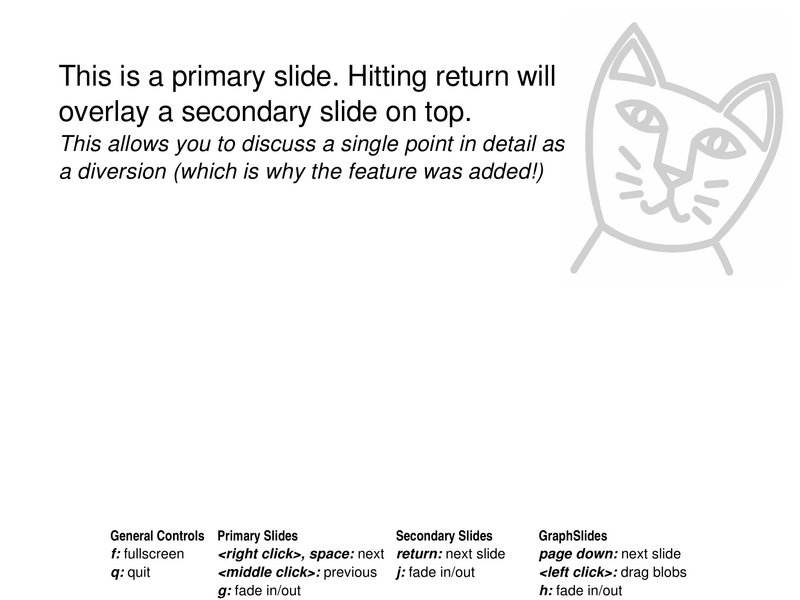 This is a primary slide. Hitting return will
overlay a secondary slide on top.
This allows you to discuss a single point in detail as
a diversion (which is why the feature was added!)
General Controls
f: fullscreen
q: quit
Primary Slides
<right click>, space: next
<middle click>: previous
g: fade in/out
Secondary Slides
return: next slide
j: fade in/out
GraphSlides
page down: next slide
<left click>: drag blobs
h: fade in/out